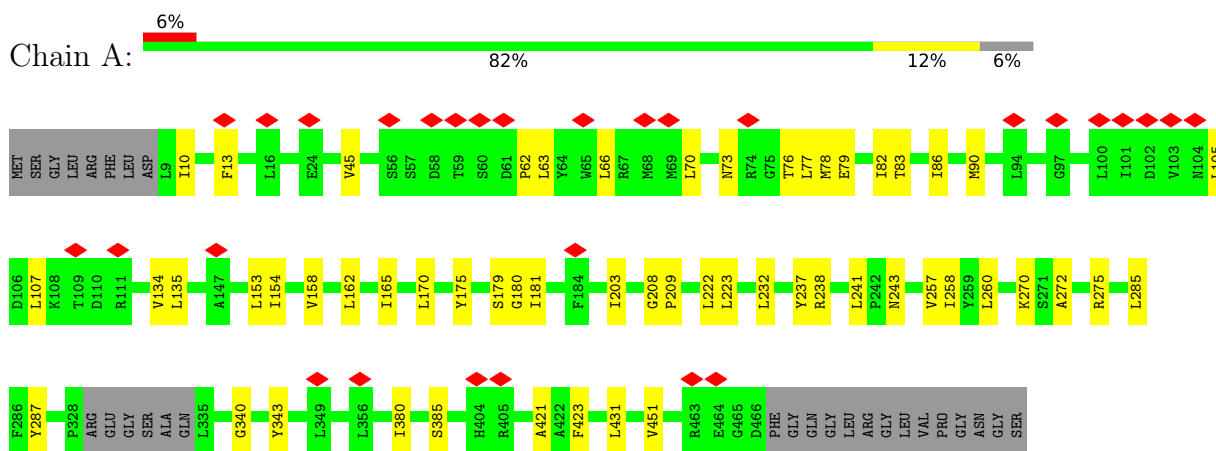 6%
Chain A:
82% 12% 6%
MET SER GLY LEU ARG PHE LEU ASP L9 I10 F13 L16 E24 V45 S56 S57 D58 T59 S60 D61 P62 L63 Y64 W65 L66 R67 M68 M69 L70 N73 R74 G75 T76 L77 M78 E79 I82 T83 I86 M90 L94 G97 L100 I101 D102 V103 N104 L105
D106 L107 K108 T109 D110 R111 V134 L135 A147 L153 I154 V158 L162 I165 L170 Y175 S179 G180 I181 F184 I203 G208 P209 L222 L223 L232 Y237 R238 L241 P242 N243 V257 I258 Y259 L260 K270 S271 A272 R275 L285
F286 Y287 P328 ARG GLU GLY SER ALA GLN L335 G340 Y343 L349 L356 I380 S385 H404 R405 A421 A422 F423 L431 V451 R463 E464 G465 D466 PHE GLY GLN GLY LEU ARG GLY LEU VAL PRO GLY ASN GLY SER